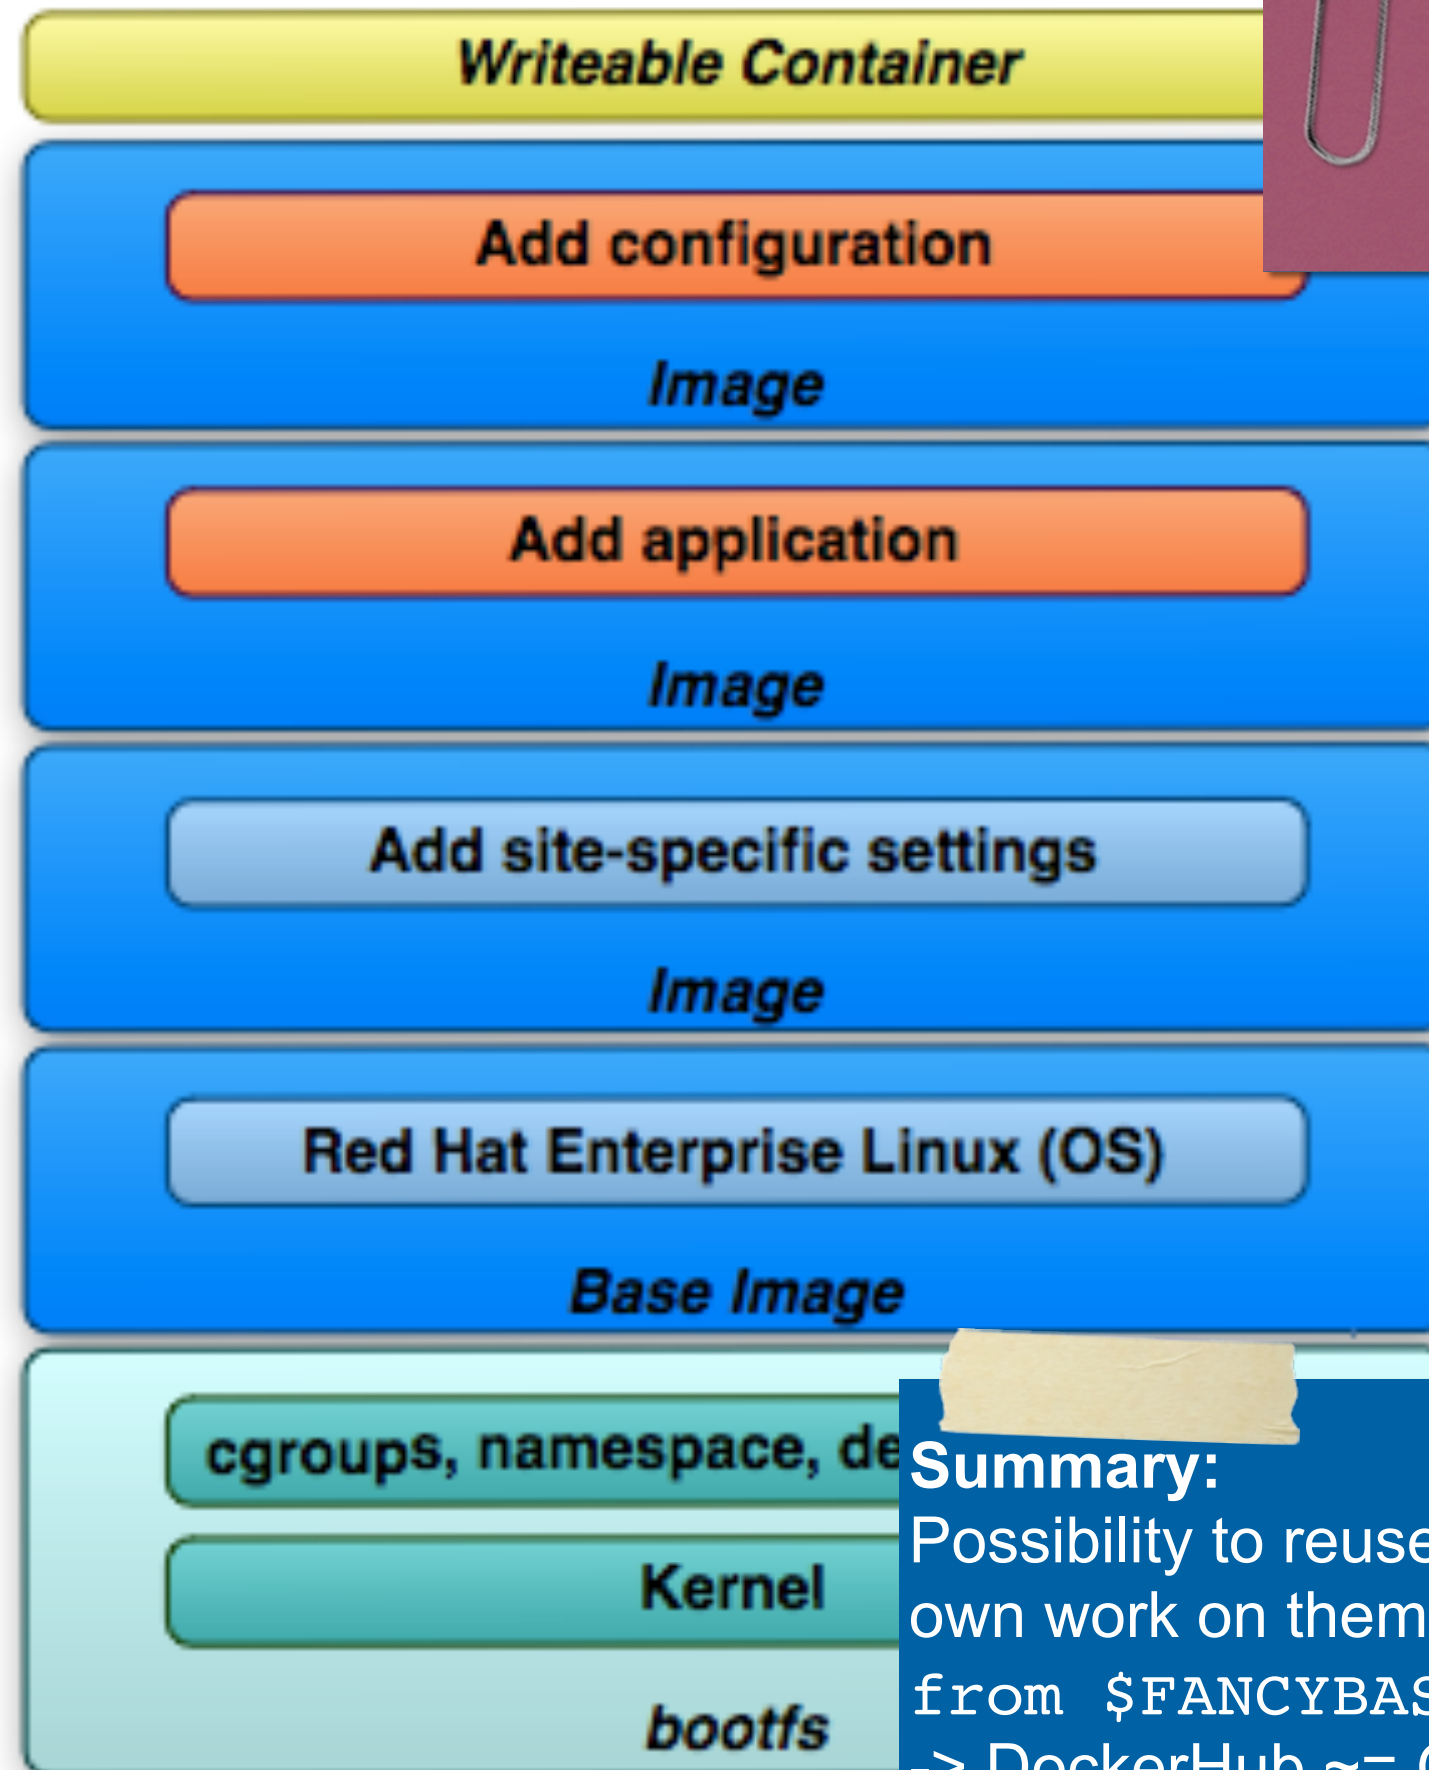 Writeable Container
Add configuration
Image
Add application
Image
Add site-specific settings
Image
Red Hat Enterprise Linux (OS)
Base Image
cgroups, namespace,
Kernel
bootfs
Summary:
Possibility to reuse
own work on them
from
-> DockerHub ~=